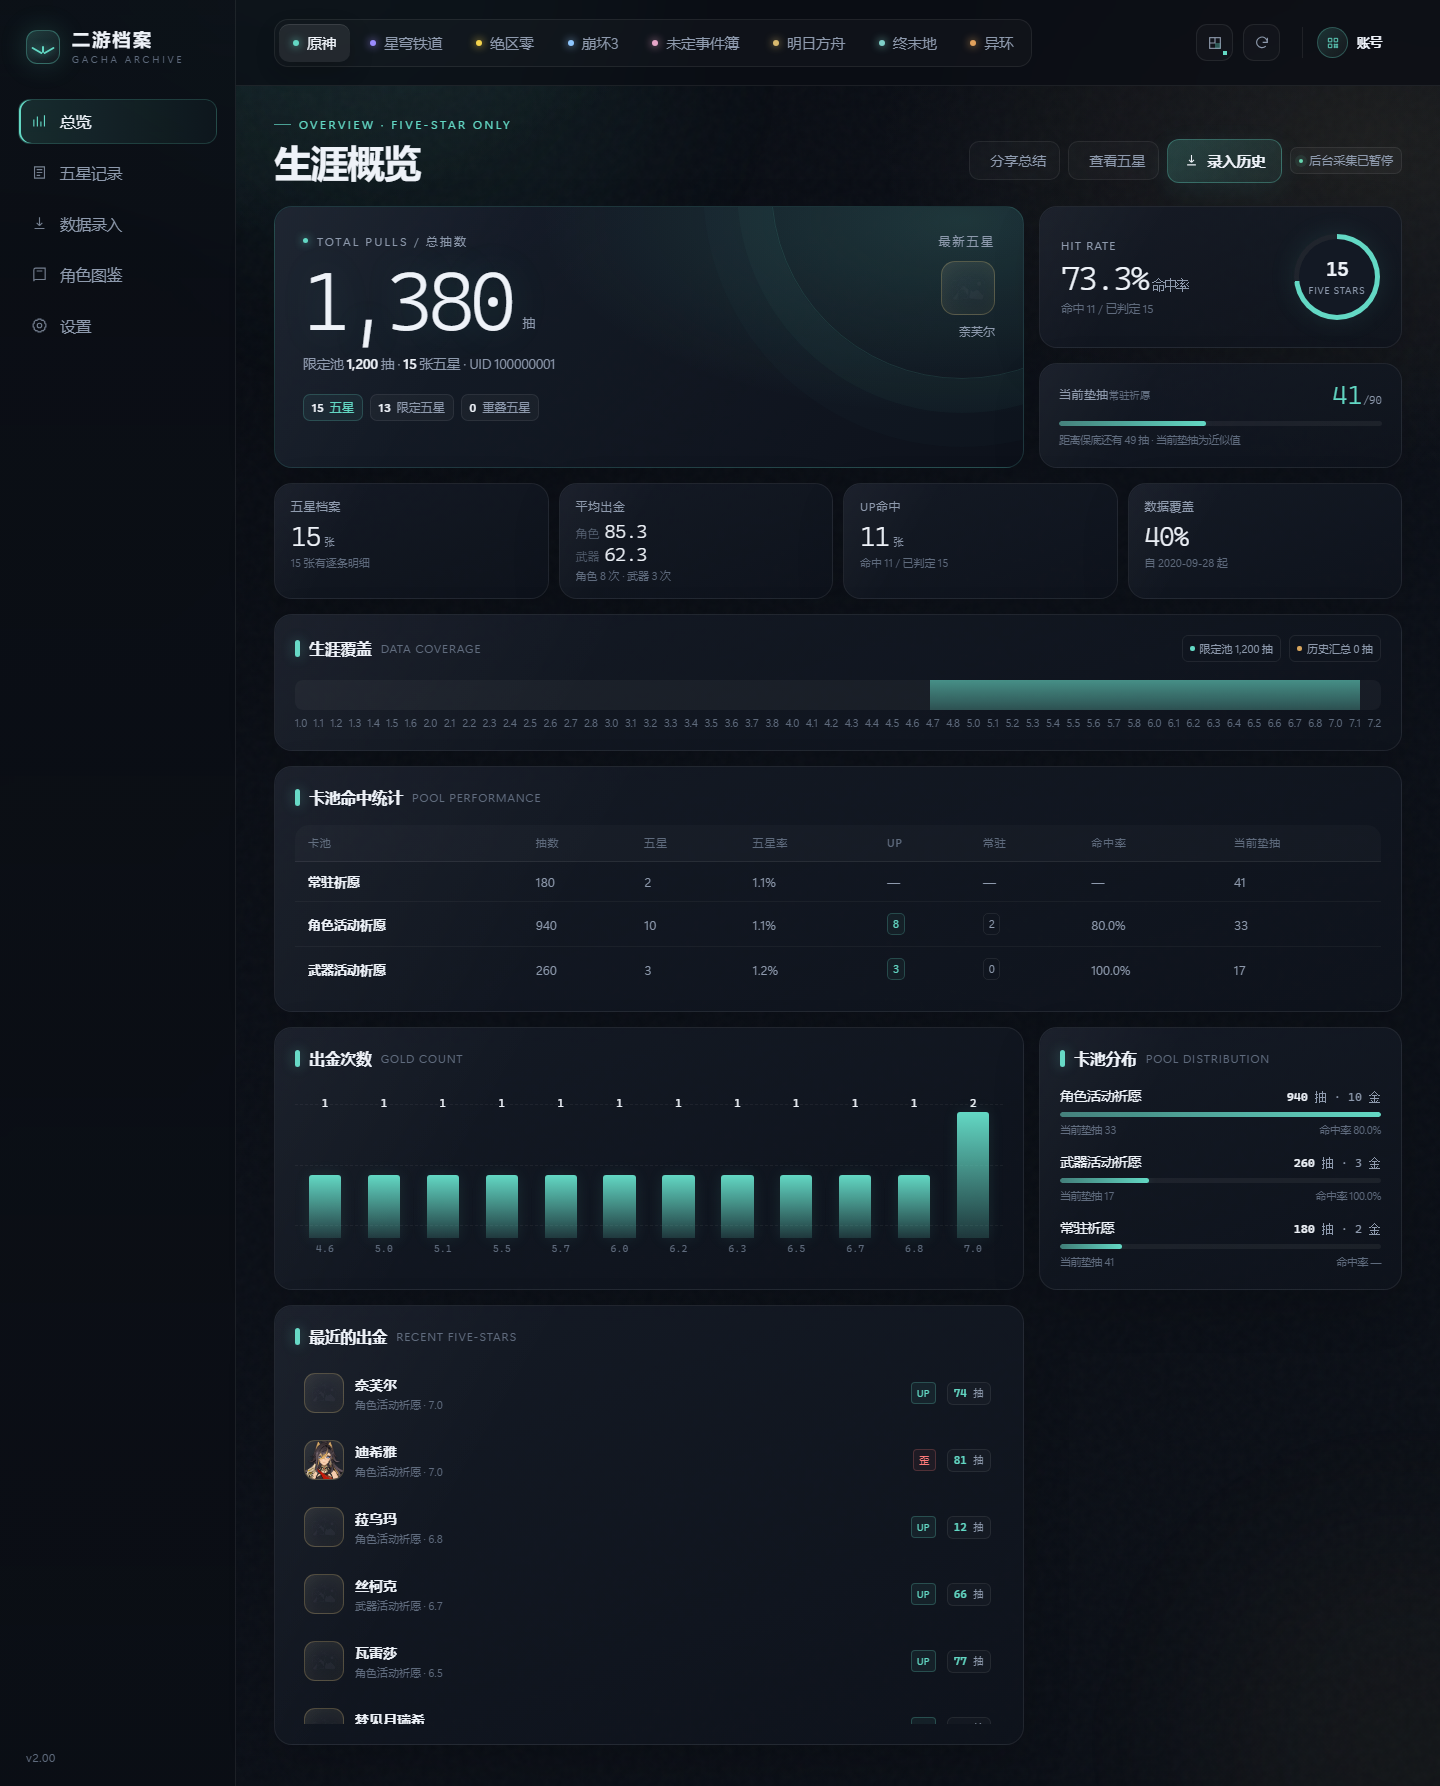 二游档案
GACHA ARCHIVE
总览
五星记录
数据录入
角色图鉴
设置
v2.00
原神
星穹铁道
绝区零
崩坏3
未定事件簿
明日方舟
终末地
异环
账号
OVERVIEW · FIVE-STAR ONLY
生涯概览
分享总结
查看五星
录入历史
后台采集已暂停
TOTAL PULLS / 总抽数
1,380 抽
限定池 1,200 抽 · 15 张五星 · UID 100000001
15 五星
13 限定五星
0 重叠五星
最新五星
奈芙尔
HIT RATE
73.3% 命中率
命中 11 / 已判定 15
15
FIVE STARS
当前垫抽 常驻祈愿
41/90
距离保底还有 49 抽 · 当前垫抽为近似值
五星档案
15 张
15 张有逐条明细
平均出金
角色 85.3
武器 62.3
角色 8 次 · 武器 3 次
UP命中
11 张
命中 11 / 已判定 15
数据覆盖
40%
自 2020-09-28 起
生涯覆盖 DATA COVERAGE
限定池 1,200 抽
历史汇总 0 抽
1.0 1.1 1.2 1.3 1.4 1.5 1.6 2.0 2.1 2.2 2.3 2.4 2.5 2.6 2.7 2.8 3.0 3.1 3.2 3.3 3.4 3.5 3.6 3.7 3.8 4.0 4.1 4.2 4.3 4.4 4.5 4.6 4.7 4.8 5.0 5.1 5.2 5.3 5.4 5.5 5.6 5.7 5.8 6.0 6.1 6.2 6.3 6.4 6.5 6.6 6.7 6.8 7.0 7.1 7.2
卡池命中统计 POOL PERFORMANCE
卡池 抽数 五星 五星率 UP 常驻 命中率 当前垫抽
常驻祈愿 180 2 1.1% — — — 41
角色活动祈愿 940 10 1.1% 8 2 80.0% 33
武器活动祈愿 260 3 1.2% 3 0 100.0% 17
出金次数 GOLD COUNT
1 1 1 1 1 1 1 1 1 1 1 2
4.6 5.0 5.1 5.5 5.7 6.0 6.2 6.3 6.5 6.7 6.8 7.0
卡池分布 POOL DISTRIBUTION
角色活动祈愿 940 抽 · 10 金
当前垫抽 33 命中率 80.0%
武器活动祈愿 260 抽 · 3 金
当前垫抽 17 命中率 100.0%
常驻祈愿 180 抽 · 2 金
当前垫抽 41 命中率 —
最近的出金 RECENT FIVE-STARS
奈芙尔 UP 74 抽
角色活动祈愿 · 7.0
迪希雅 歪 81 抽
角色活动祈愿 · 7.0
菈乌玛 UP 12 抽
角色活动祈愿 · 6.8
丝柯克 UP 66 抽
武器活动祈愿 · 6.7
瓦雷莎 UP 77 抽
角色活动祈愿 · 6.5
梦见月瑞希